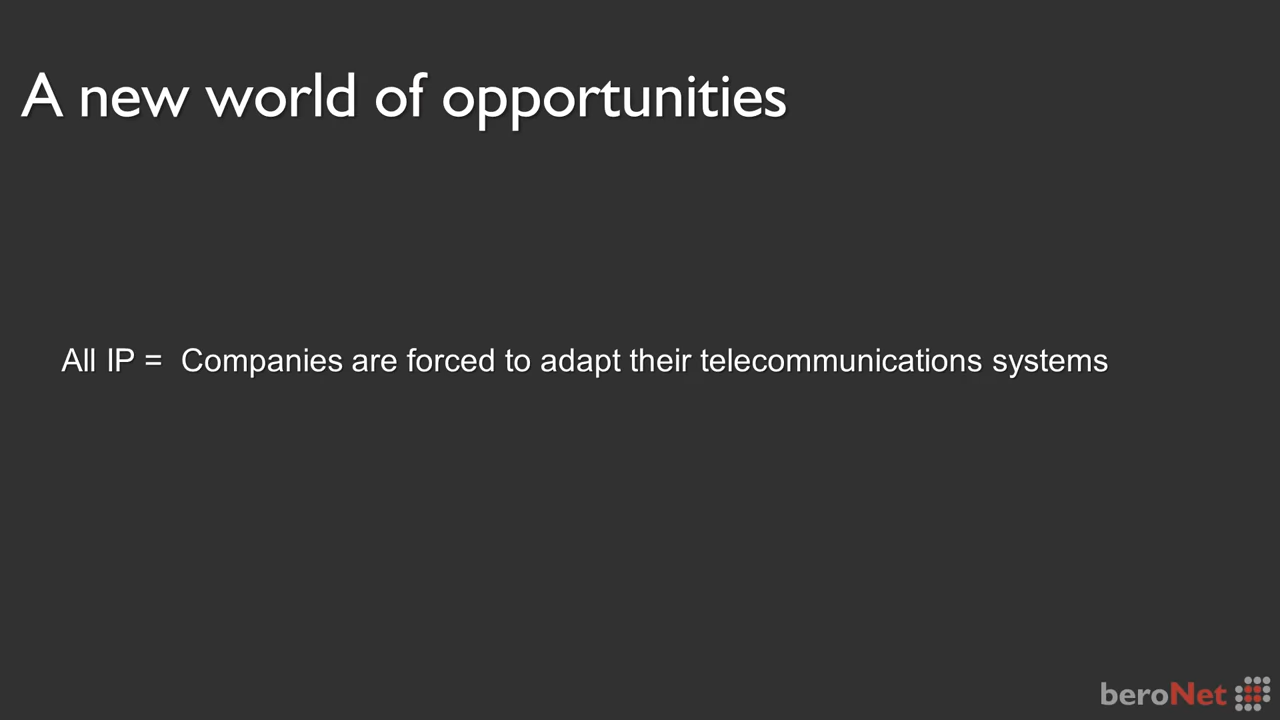 A new world of opportunities
All IP =  Companies are forced to adapt their telecommunications systems
beroNet